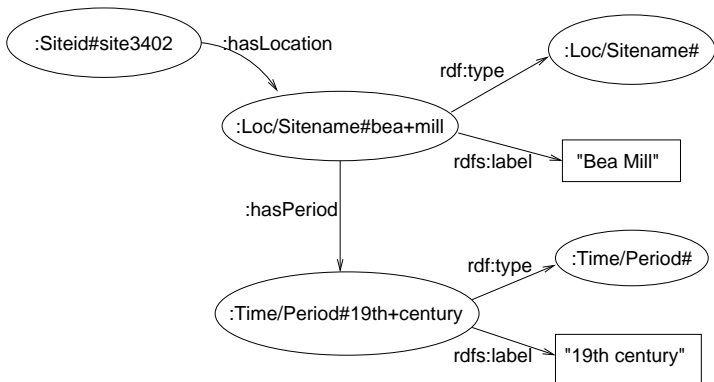 :Siteid#site3402
:hasLocation
:Loc/Sitename#
rdf:type
:Loc/Sitename#bea+mill
rdfs:label
"Bea Mill"
:hasPeriod
rdf:type
:Time/Period#
:Time/Period#19th+century
rdfs:label
"19th century"